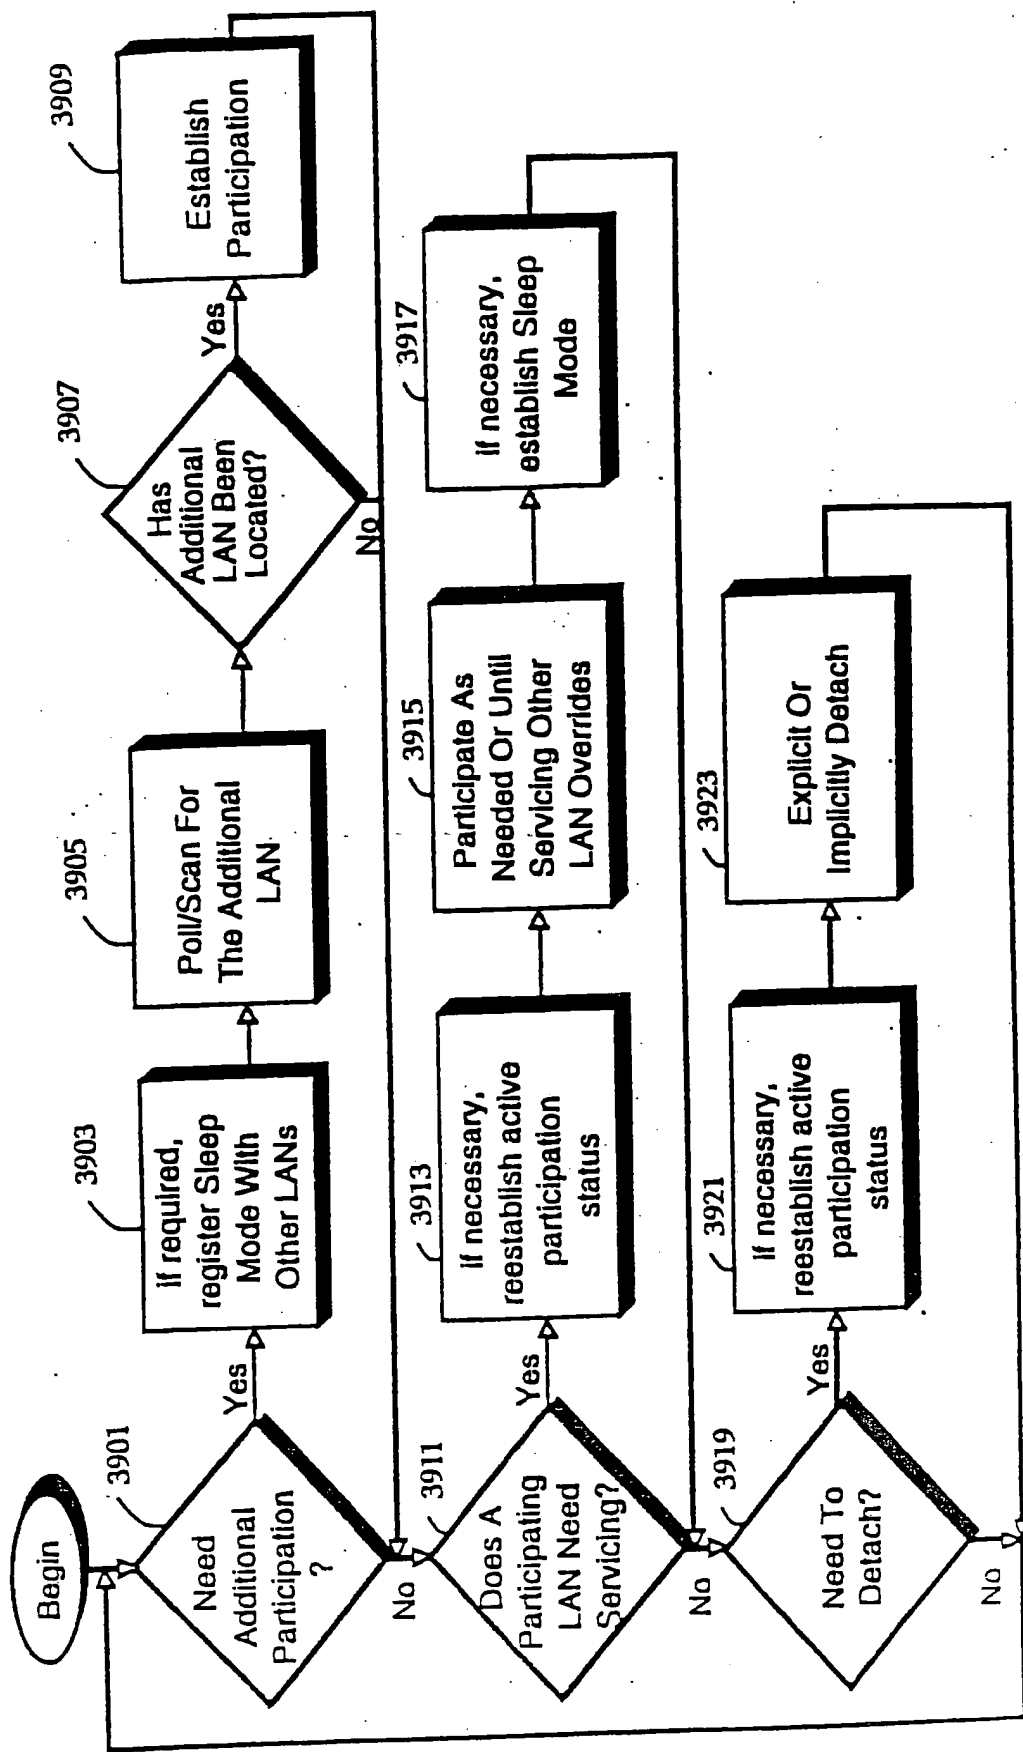 Begin
3901
Need
Additional
Participation
?
Yes
No
3903
If required,
register Sleep
Mode With
Other LANs
3905
Poll/Scan For
The Additional
LAN
3907
Has
Additional
LAN Been
Located?
Yes
No
3909
Establish
Participation
3911
Does A
Participating
LAN Need
Servicing?
Yes
No
3913
If necessary,
reestablish active
participation
status
3915
Participate As
Needed Or Until
Servicing Other
LAN Overrides
3917
If necessary,
establish Sleep
Mode
3919
Need To
Detach?
Yes
No
3921
If necessary,
reestablish active
participation
status
3923
Explicit Or
Implicitly Detach